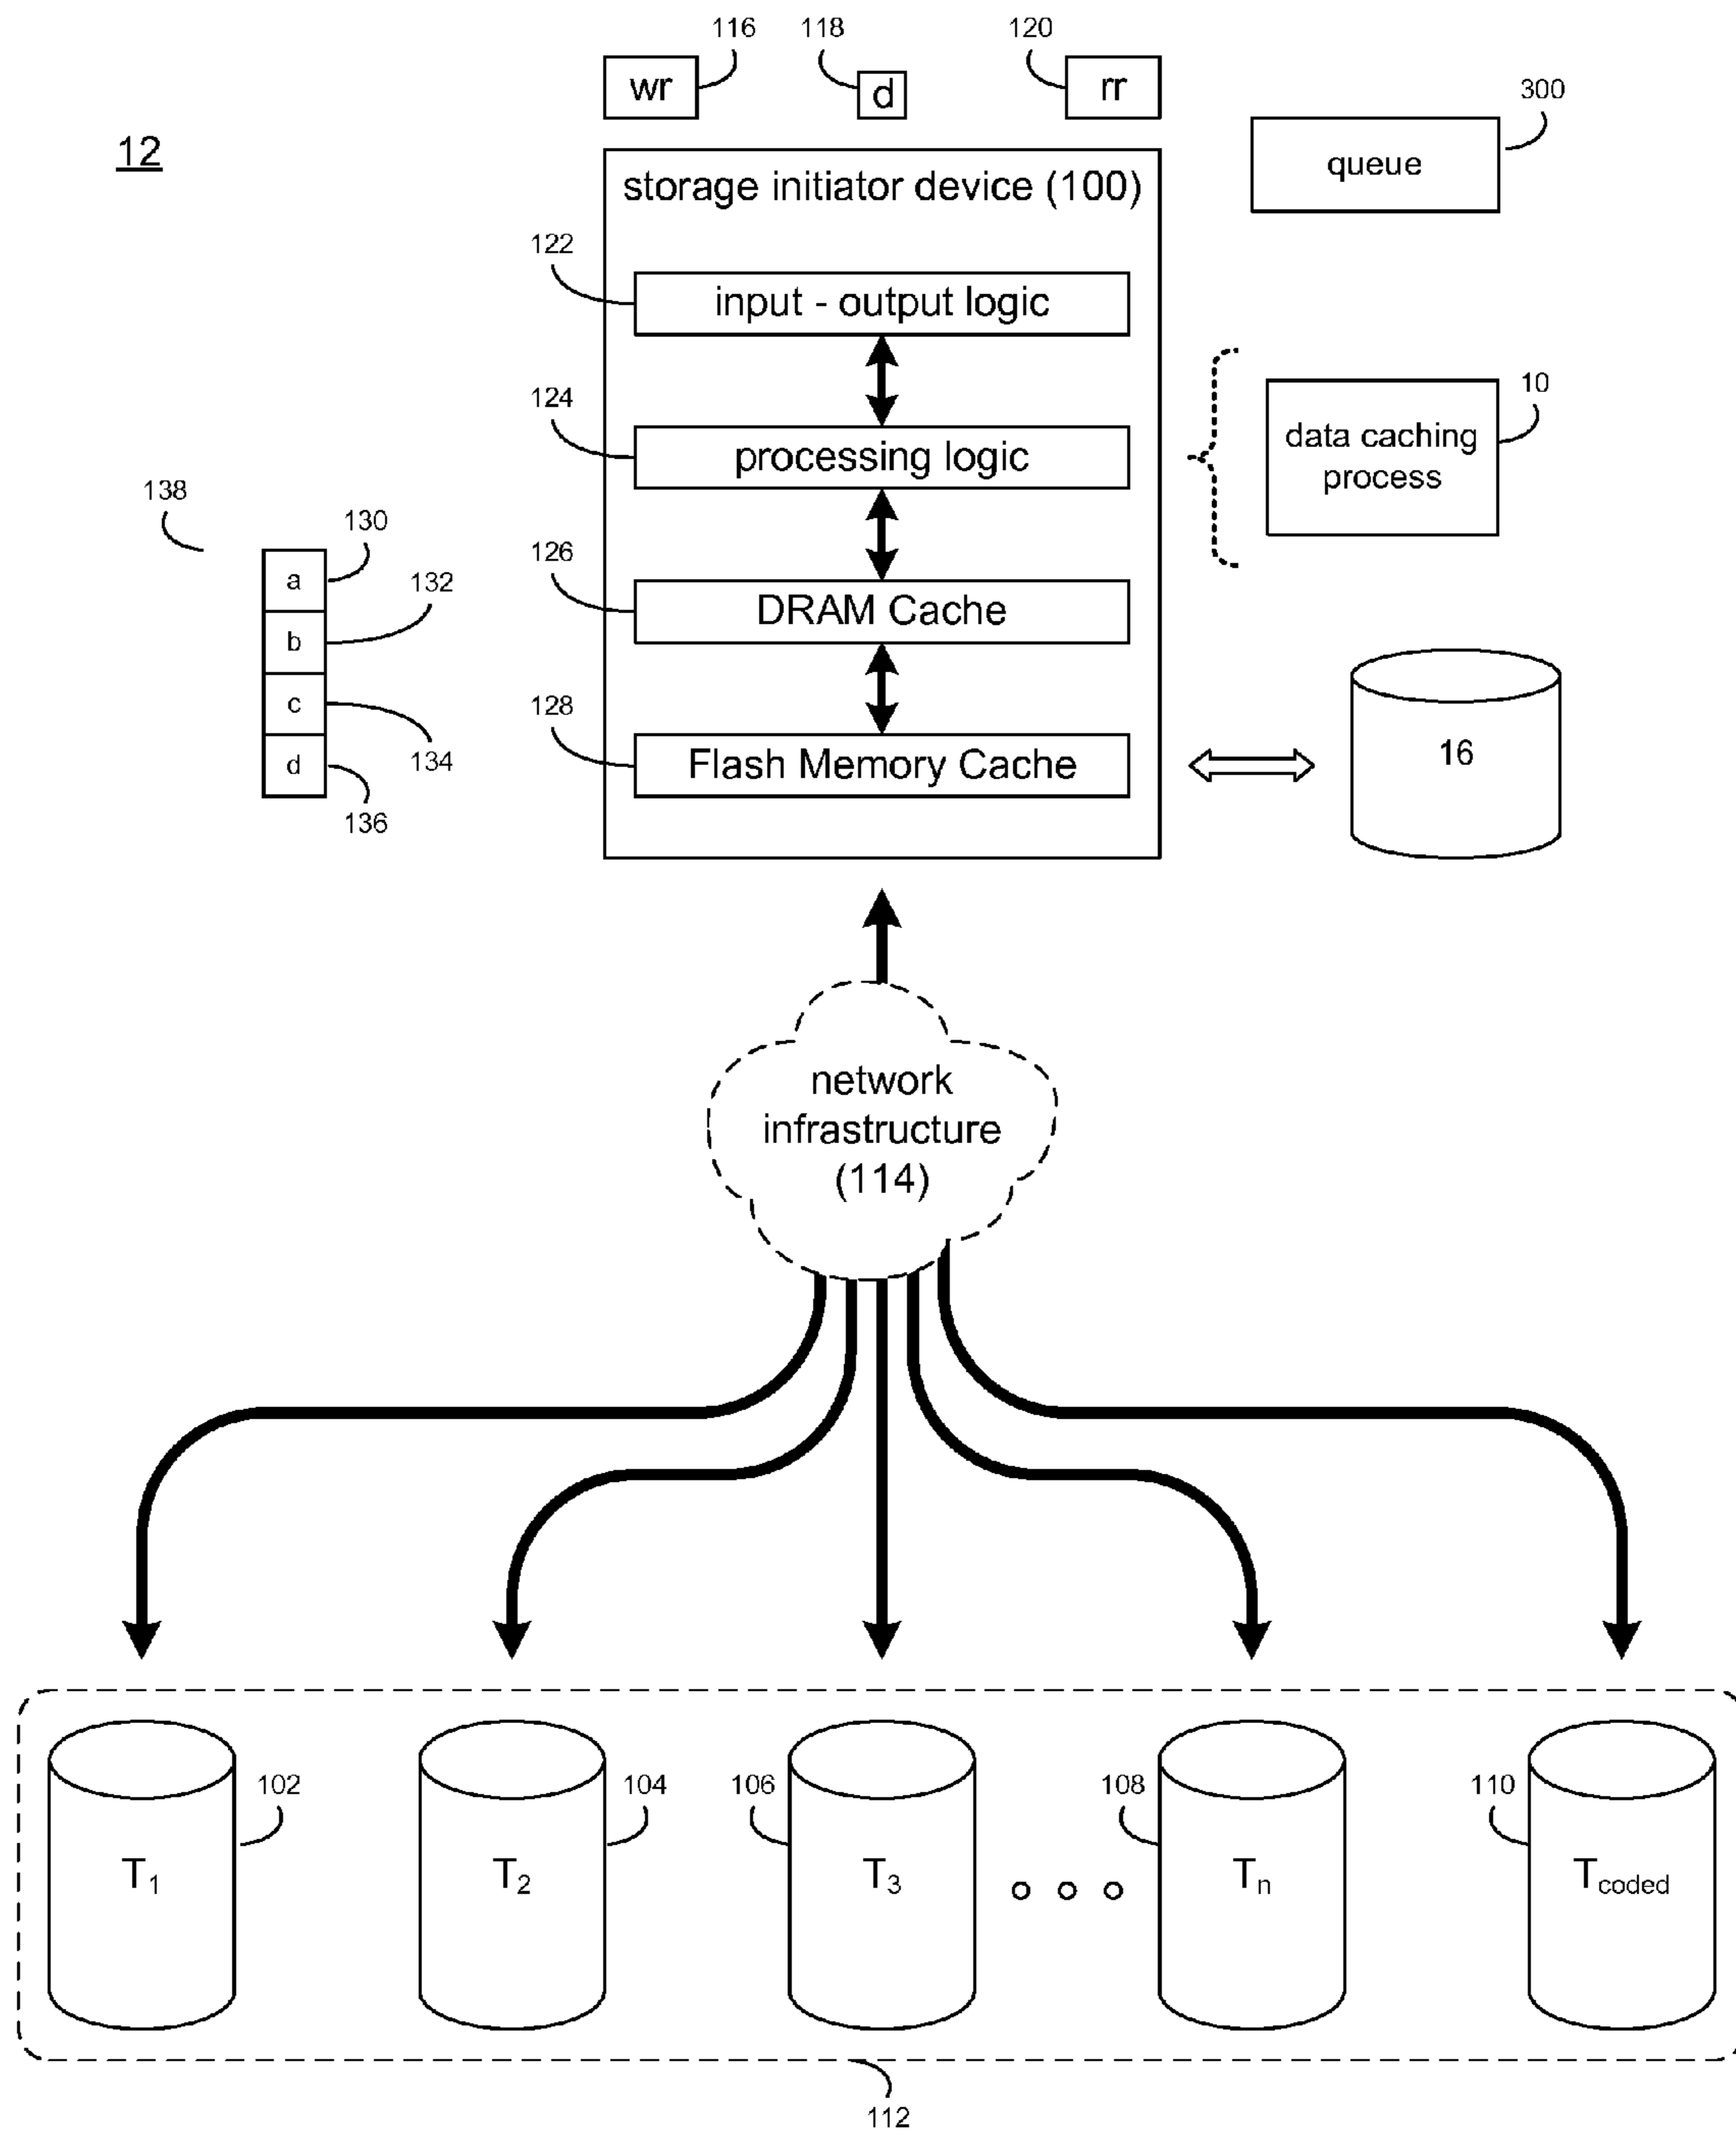 116
118
120
wr
d
rr
300
12
queue
storage initiator device (100)
122
input - output logic
10
124
data caching
process
processing logic
138
130
126
a
132
DRAM Cache
b
128
c
16
134
d
Flash Memory Cache
136
network
infrastructure
(114)
102
104
106
108
110
T1
T2
T3
Tn
Tcoded
112